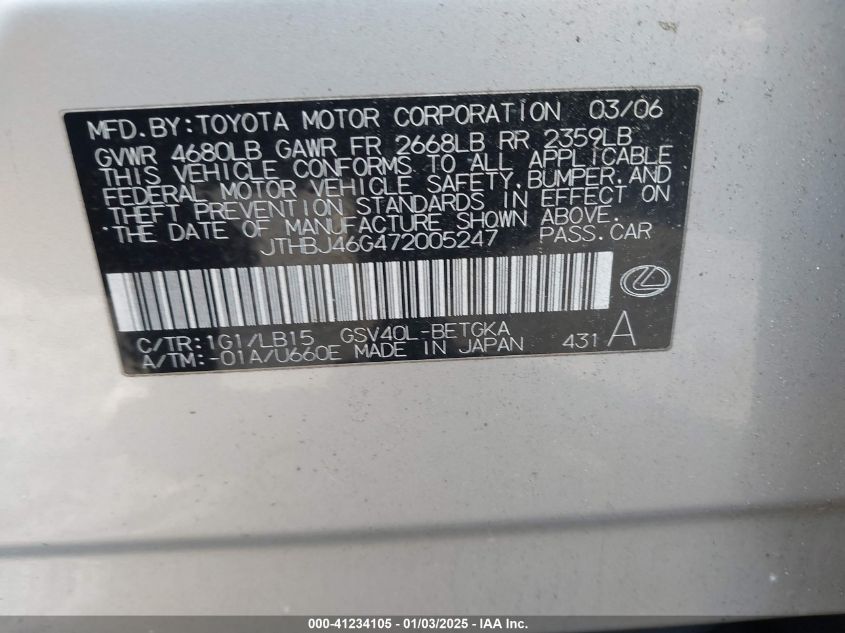 MFD.BY:TOYOTA MOTOR CORPORATION 03/06
GVWR 4680LB GAWR FR 2668LB RR 2359LB
THIS VEHICLE CONFORMS TO ALL APPLICABLE
FEDERAL MOTOR VEHICLE SAFETY,BUMPER,AND
THEFT PREVENTION STANDARDS IN EFFECT ON
THE DATE OF MANUFACTURE SHOWN ABOVE.
JTHBJ46G472005247 PASS.CAR
C/TR:1G1/LB15 GSV40L-BETGKA
A/TM:-01A/U660E MADE IN JAPAN 431 A
000-41234105 - 01/03/2025 - IAA Inc.